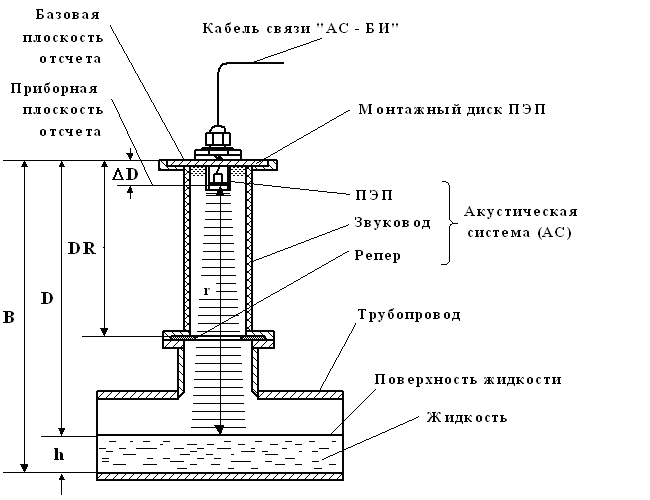 Базовая
плоскость
отсчета
Кабель связи "АС - БИ"
Приборная
плоскость
отсчета
Монтажный диск ПЭП
ΔD
ПЭП
Звуковод
Акустическая
система (АС)
Репер
DR
D
B
r
Трубопровод
Поверхность жидкости
Жидкость
h